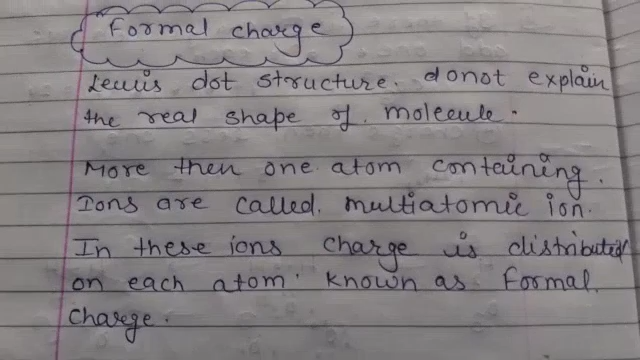 Formal charge
Lewis dot structure. donot explain
the real shape of molecule.
More then one atom containing.
Ions are called multiatomic ion.
In these ions charge is distributed
on each atom. known as Formal
charge.